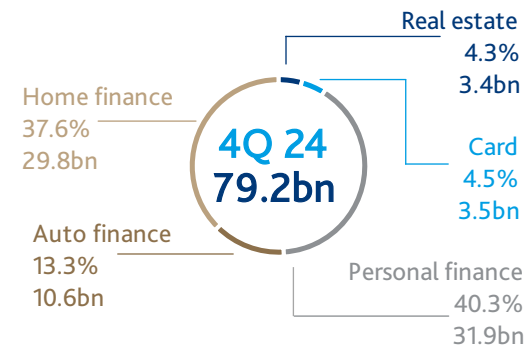 Real estate
4.3%
3.4bn
Home finance
37.6%
29.8bn
4Q 24
79.2bn
Card
4.5%
3.5bn
Auto finance
13.3%
10.6bn
Personal finance
40.3%
31.9bn